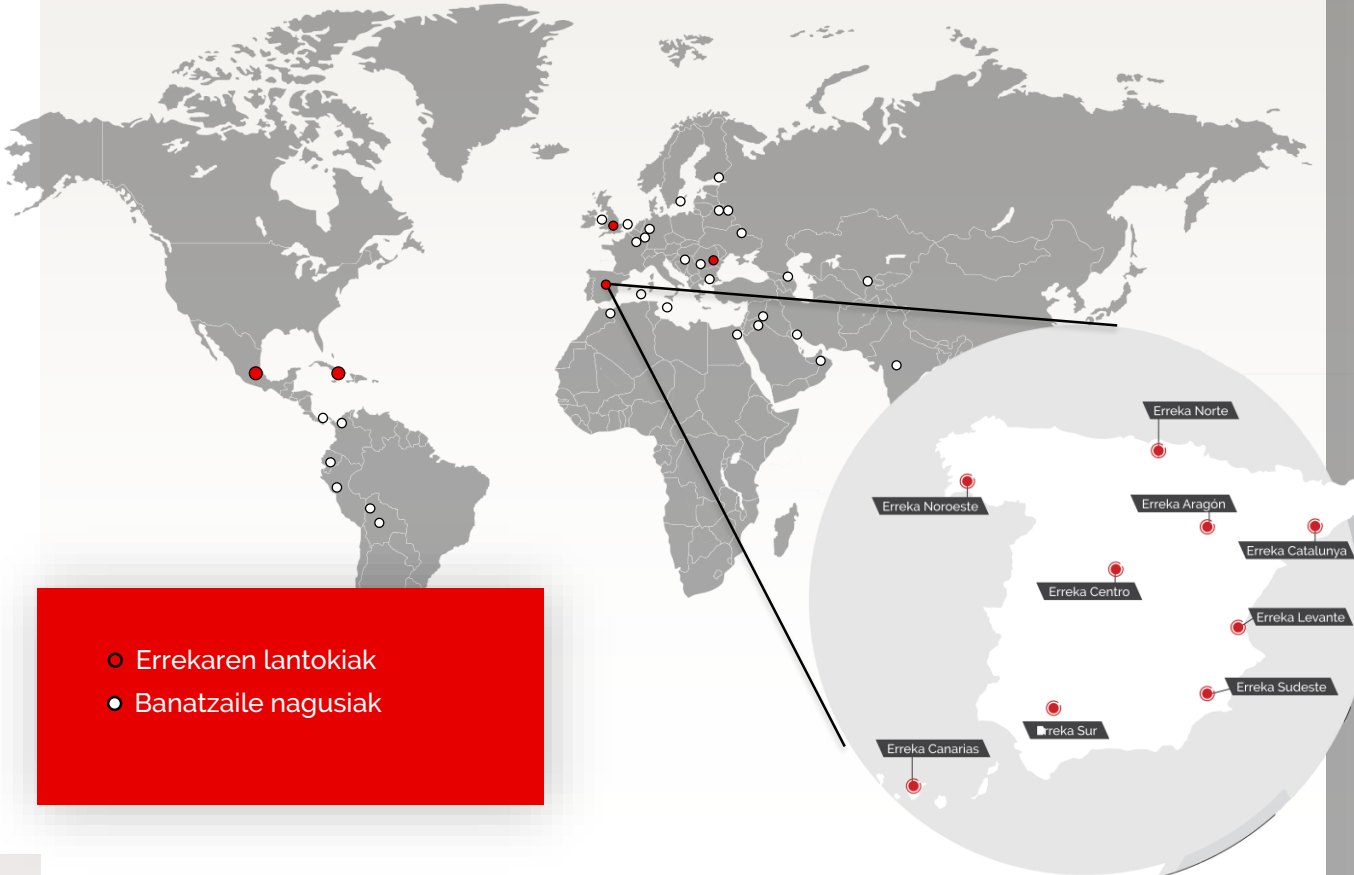 Erreka Norte
Erreka Noroeste
Erreka Aragón
Erreka Catalunya
Erreka Centro
Erreka Levante
Erreka Sudeste
Erreka Sur
Erreka Canarias
Errekaren lantokiak
Banatzaile nagusiak